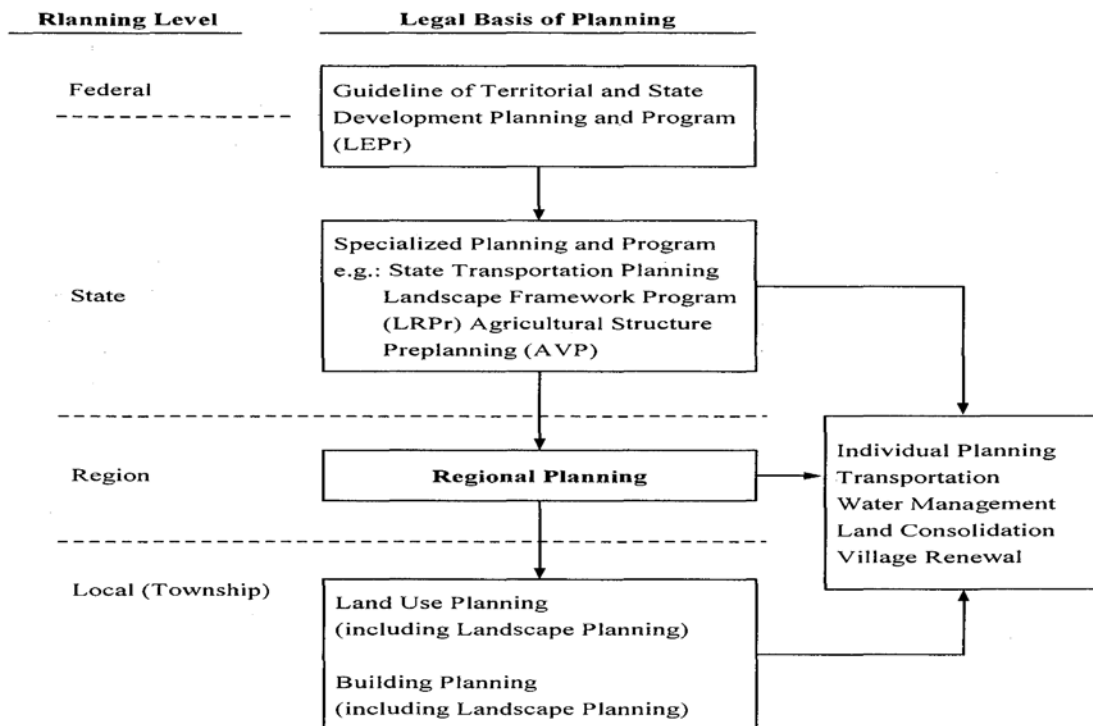 Rlanning Level
Legal Basis of Planning
Federal
Guideline of Territorial and State
Development Planning and Program
(LEPr)
State
Specialized Planning and Program
e.g.: State Transportation Planning
Landscape Framework Program
(LRPr) Agricultural Structure
Preplanning (AVP)
Region
Regional Planning
Individual Planning
Transportation
Water Management
Land Consolidation
Village Renewal
Local (Township)
Land Use Planning
(including Landscape Planning)
Building Planning
(including Landscape Planning)